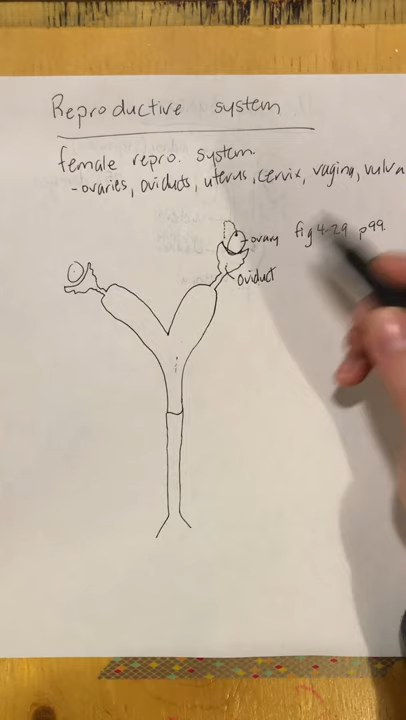 Reproductive system
female repro. system.
-ovaries, oviducts, uterus, cervix, vagina, vulva
ovary fig 4-29 p99.
oviduct